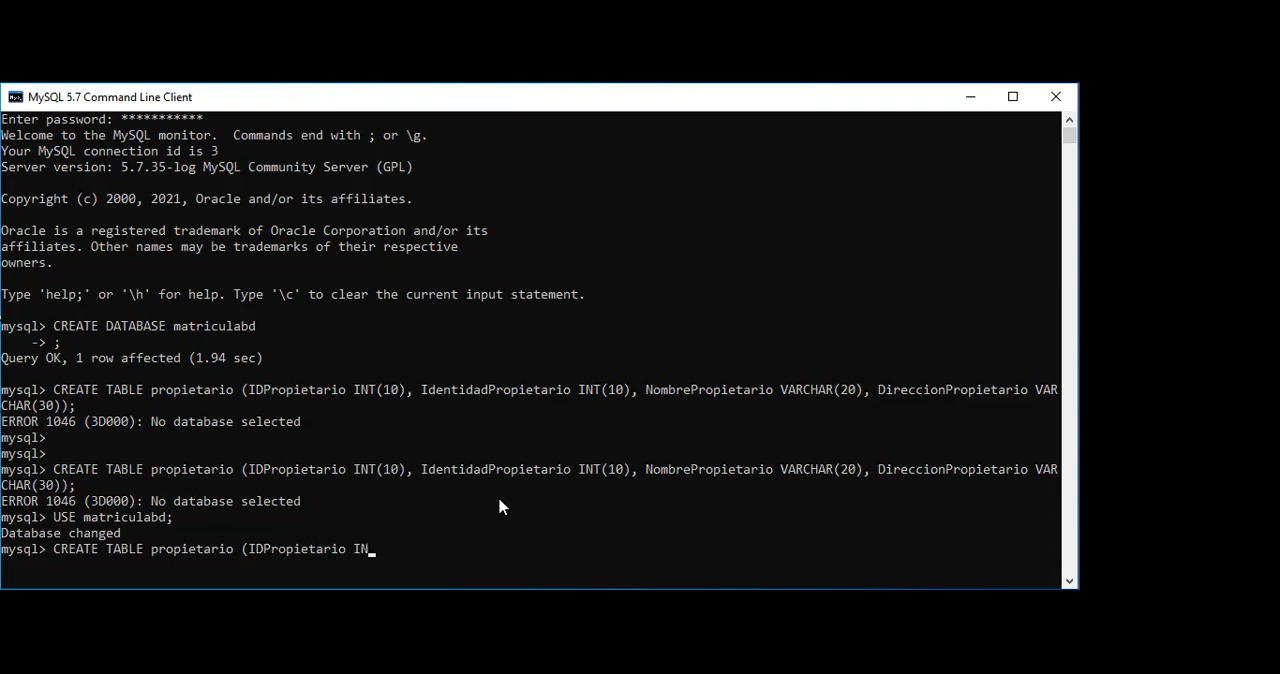 MySQL 5.7 Command Line Client
Enter password: ***********
Welcome to the MySQL monitor.  Commands end with ; or \g.
Your MySQL connection id is 3
Server version: 5.7.35-log MySQL Community Server (GPL)
Copyright (c) 2000, 2021, Oracle and/or its affiliates.
Oracle is a registered trademark of Oracle Corporation and/or its
affiliates. Other names may be trademarks of their respective
owners.
Type 'help;' or '\h' for help. Type '\c' to clear the current input statement.
mysql> CREATE DATABASE matriculabd
    -> ;
Query OK, 1 row affected (1.94 sec)
mysql> CREATE TABLE propietario (IDPropietario INT(10), IdentidadPropietario INT(10), NombrePropietario VARCHAR(20), DireccionPropietario VAR
CHAR(30));
ERROR 1046 (3D000): No database selected
mysql>
mysql>
mysql> CREATE TABLE propietario (IDPropietario INT(10), IdentidadPropietario INT(10), NombrePropietario VARCHAR(20), DireccionPropietario VAR
CHAR(30));
ERROR 1046 (3D000): No database selected
mysql> USE matriculabd;
Database changed
mysql> CREATE TABLE propietario (IDPropietario IN_